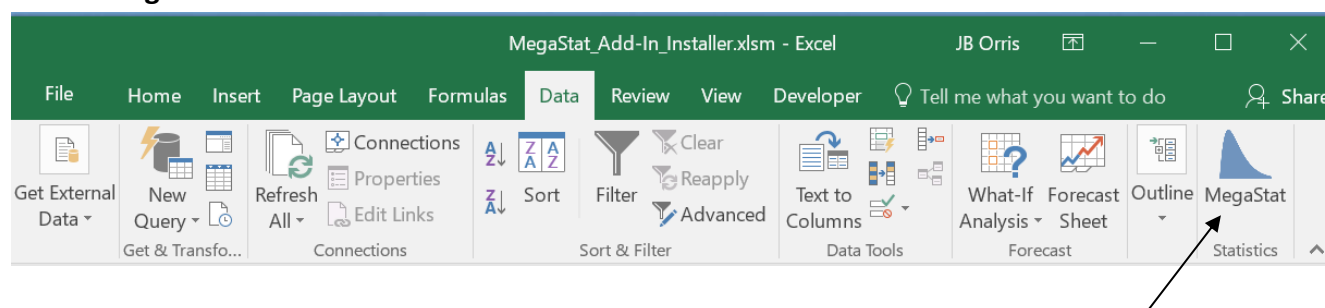 MegaStat_Add-In_Installer.xlsm - Excel JB Orris
File Home Insert Page Layout Formulas Data Review View Developer Tell me what you want to do Share
Get External Data
New Query
Get & Transfo...
Refresh All
Connections
Properties
Edit Links
Connections
Sort
Filter
Clear
Reapply
Advanced
Sort & Filter
Text to Columns
Data Tools
What-If Analysis
Forecast Sheet
Forecast
Outline
MegaStat
Statistics